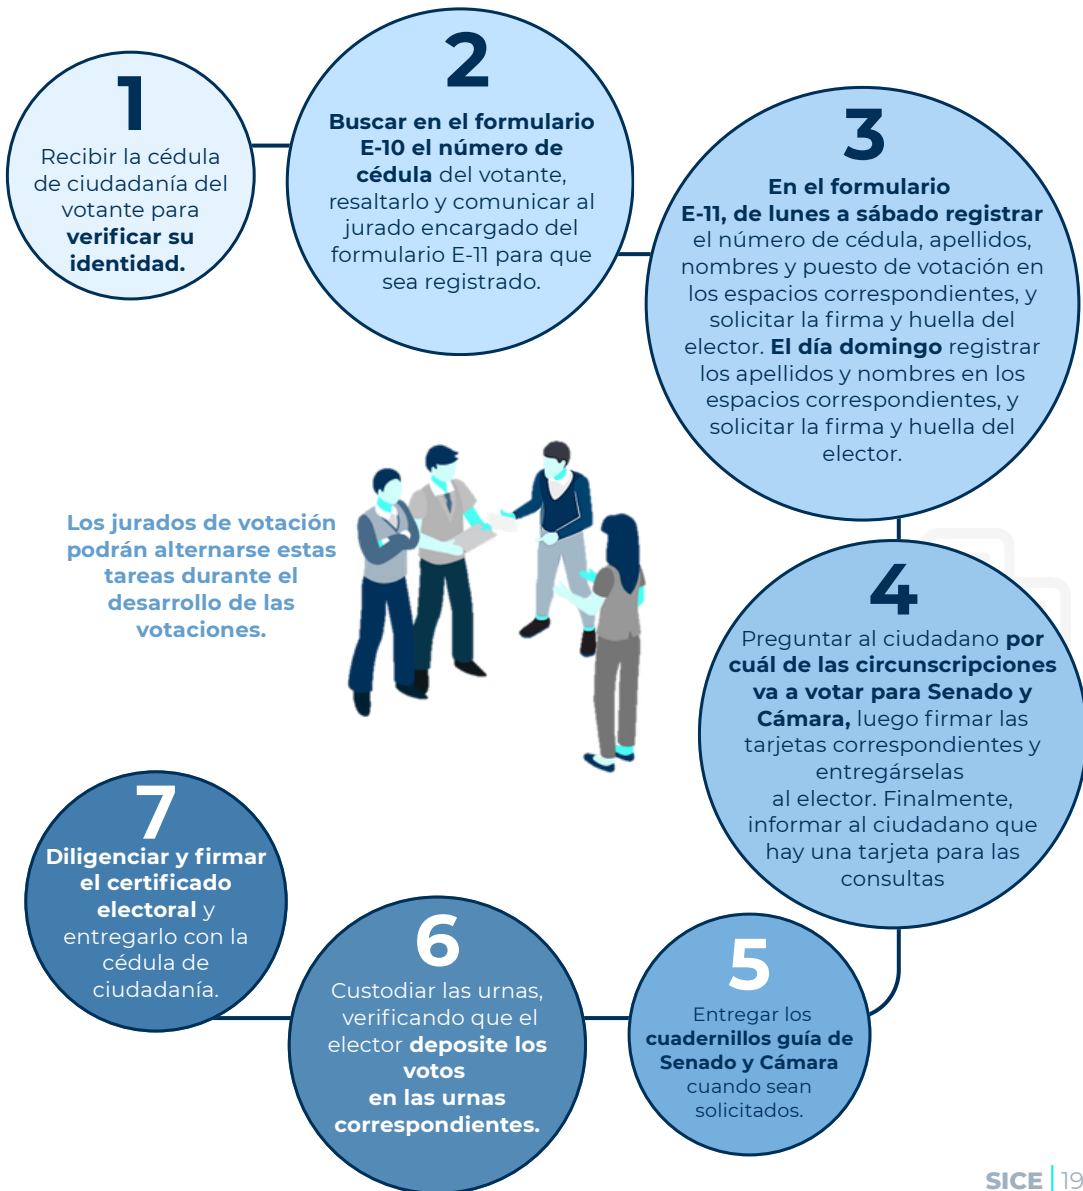 1
Recibir la cédula
de ciudadanía del
votante para
verificar su
identidad.
2
Buscar en el formulario
E-10 el número de
cédula del votante,
resaltarlo y comunicar al
jurado encargado del
formulario E-11 para que
sea registrado.
3
En el formulario
E-11, de lunes a sábado registrar
el número de cédula, apellidos,
nombres y puesto de votación en
los espacios correspondientes, y
solicitar la firma y huella del
elector. El día domingo registrar
los apellidos y nombres en los
espacios correspondientes, y
solicitar la firma y huella del
elector.
Los jurados de votación
podrán alternarse estas
tareas durante el
desarrollo de las
votaciones.
4
Preguntar al ciudadano por
cuál de las circunscripciones
va a votar para Senado y
Cámara, luego firmar las
tarjetas correspondientes y
entregárselas
al elector. Finalmente,
informar al ciudadano que
hay una tarjeta para las
consultas
5
Entregar los
cuadernillos guía de
Senado y Cámara
cuando sean
solicitados.
6
Custodiar las urnas,
verificando que el
elector deposite los
votos
en las urnas
correspondientes.
7
Diligenciar y firmar
el certificado
electoral y
entregarlo con la
cédula de
ciudadanía.
SICE | 19